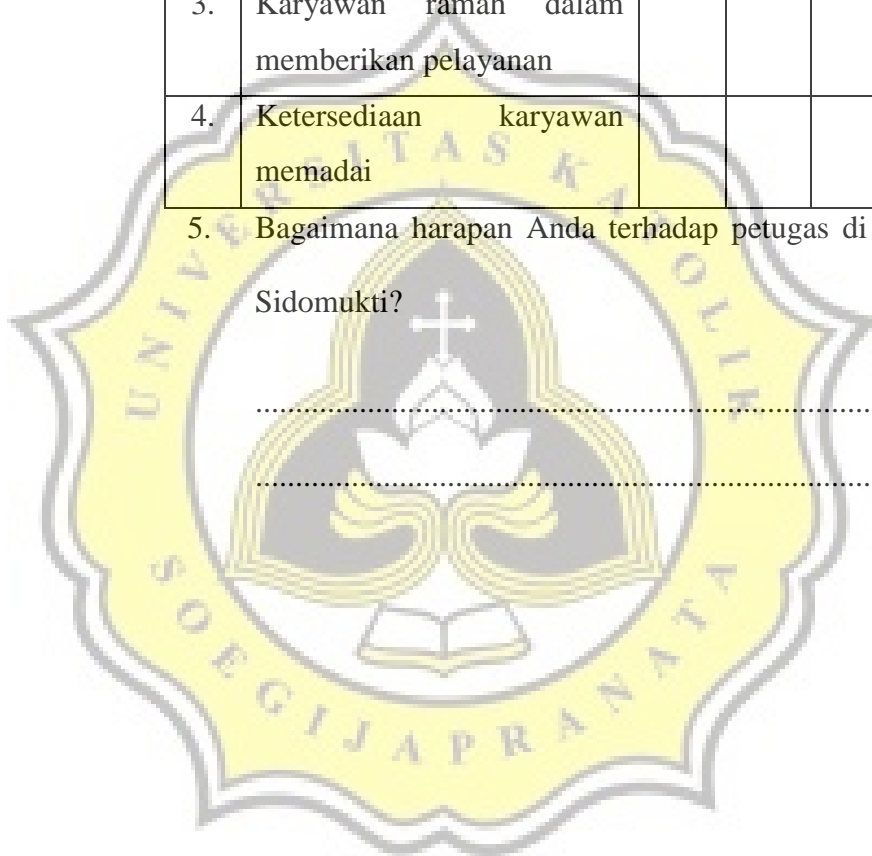 3. Karyawan ramah dalam
memberikan pelayanan
4. Ketersediaan karyawan
memadai
5. Bagaimana harapan Anda terhadap petugas di
Sidomukti?
................................................................................
................................................................................
UNIVERSITAS KATOLIK
SOEGIJAPRANATA